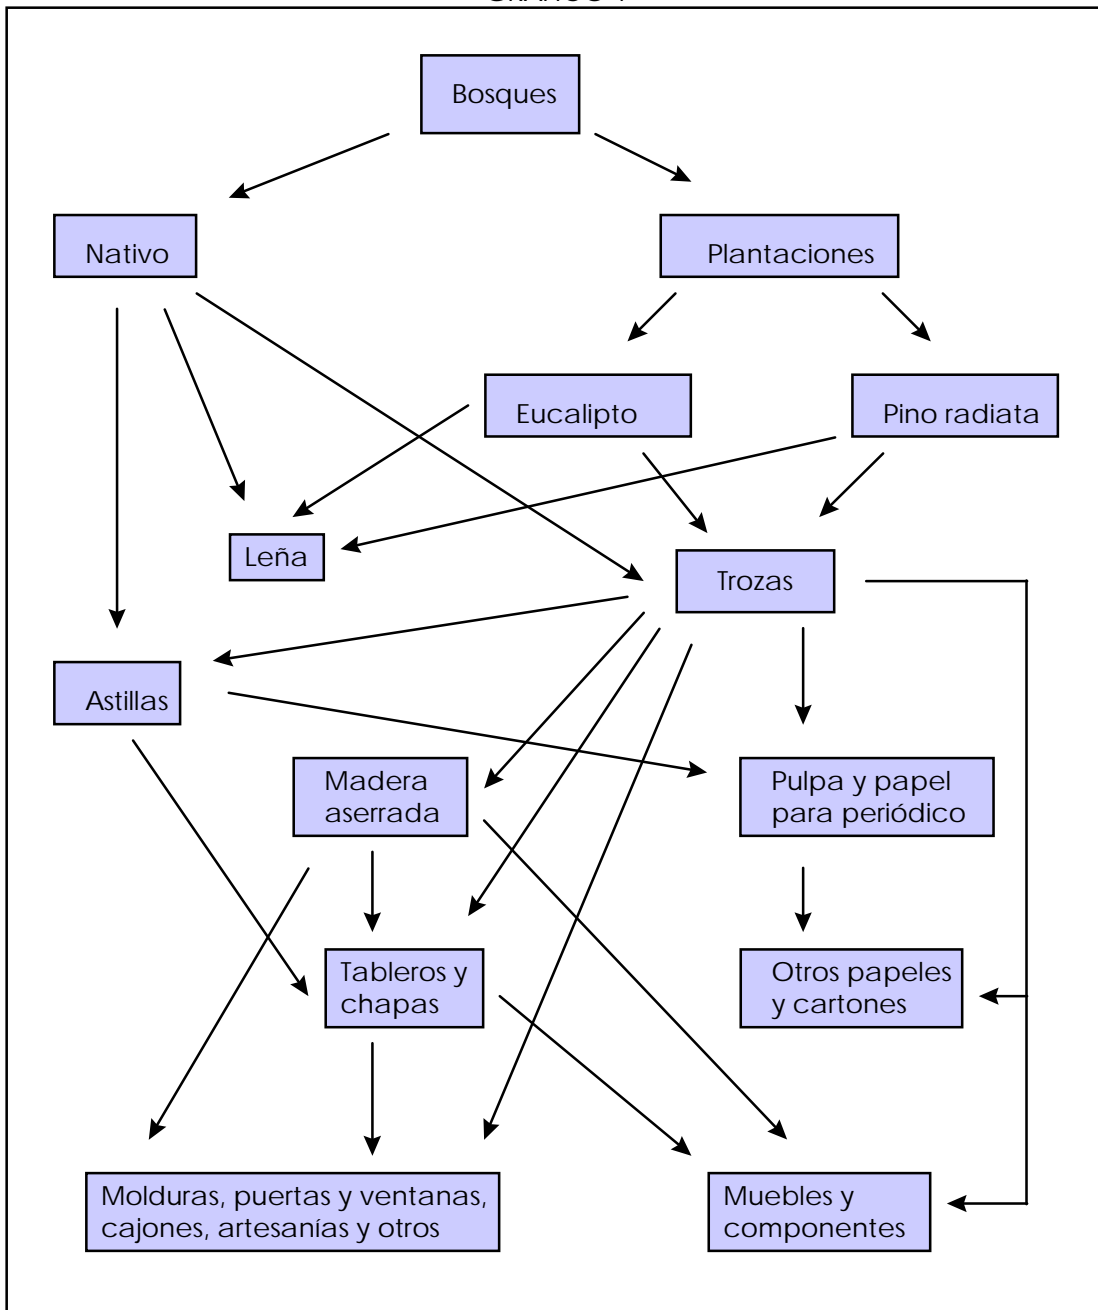 Bosques
Nativo
Plantaciones
Eucalipto
Pino radiata
Leña
Trozas
Astillas
Madera
aserrada
Pulpa y papel
para periódico
Tableros y
chapas
Otros papeles
y cartones
Molduras, puertas y ventanas,
cajones, artesanías y otros
Muebles y
componentes